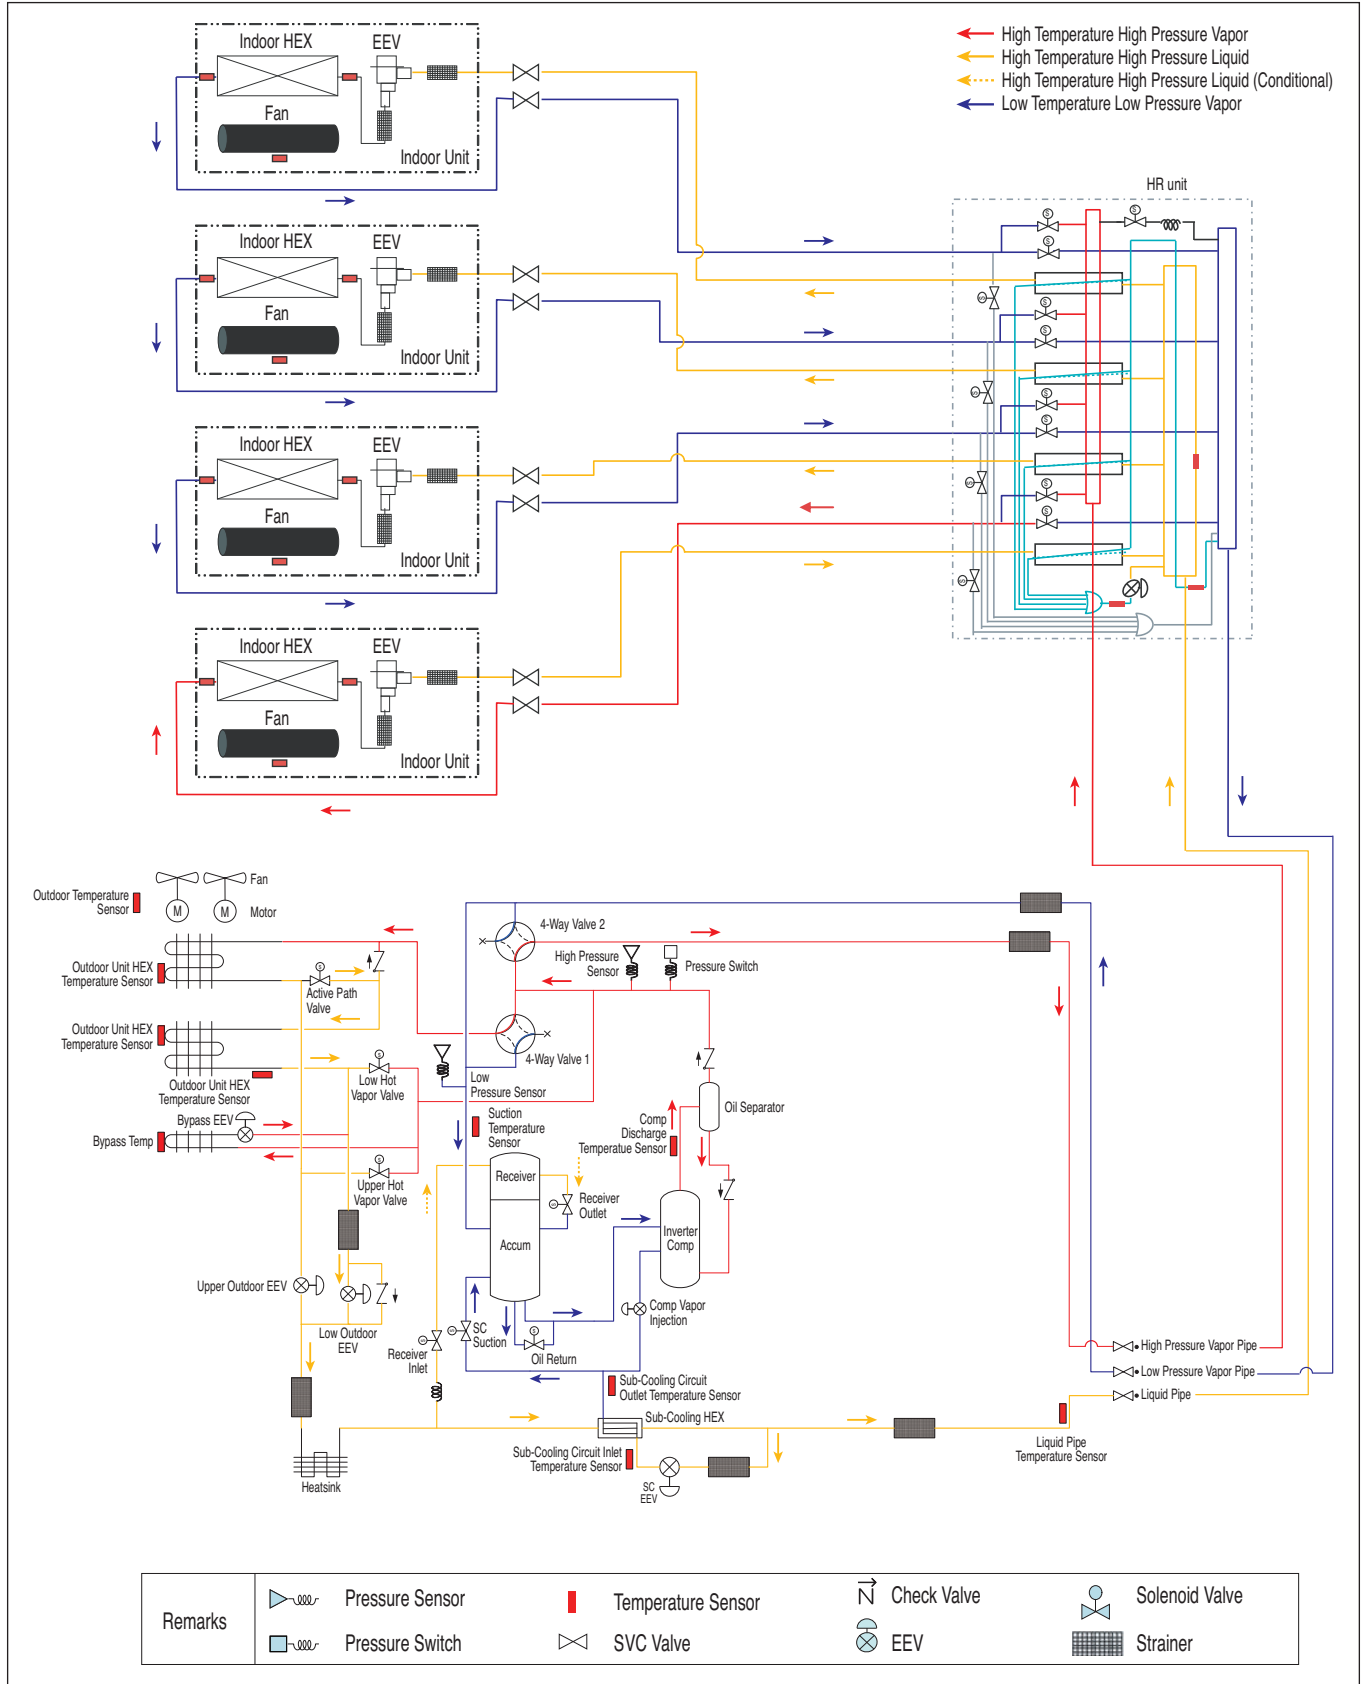 High Temperature High Pressure Vapor
High Temperature High Pressure Liquid
High Temperature High Pressure Liquid (Conditional)
Low Temperature Low Pressure Vapor
Indoor HEX
EEV
Fan
Indoor Unit
Indoor HEX
EEV
Fan
Indoor Unit
Indoor HEX
EEV
Fan
Indoor Unit
Indoor HEX
EEV
Fan
Indoor Unit
HR unit
S
S
S
S
S
S
S
S
S
S
S
S
S
Outdoor Temperature
Sensor
Fan
M
M
Motor
Outdoor Unit HEX
Temperature Sensor
S
Active Path
Valve
Outdoor Unit HEX
Temperature Sensor
Outdoor Unit HEX
Temperature Sensor
S
Low Hot
Vapor Valve
Bypass EEV
Bypass Temp
S
Upper Hot
Vapor Valve
Upper Outdoor EEV
Low Outdoor
EEV
Heatsink
4-Way Valve 2
High Pressure
Sensor
Pressure Switch
4-Way Valve 1
Low
Pressure Sensor
Suction
Temperature
Sensor
Comp
Discharge
Temperatue Sensor
Oil Separator
Receiver
S
Receiver
Outlet
Accum
Inverter
Comp
Comp Vapor
Injection
S
SC
Suction
S
Receiver
Inlet
S
Oil Return
Sub-Cooling Circuit
Outlet Temperature Sensor
Sub-Cooling HEX
Sub-Cooling Circuit Inlet
Temperature Sensor
SC
EEV
High Pressure Vapor Pipe
Low Pressure Vapor Pipe
Liquid Pipe
Liquid Pipe
Temperature Sensor
Remarks
Pressure Sensor
Temperature Sensor
Check Valve
Solenoid Valve
Pressure Switch
SVC Valve
EEV
Strainer